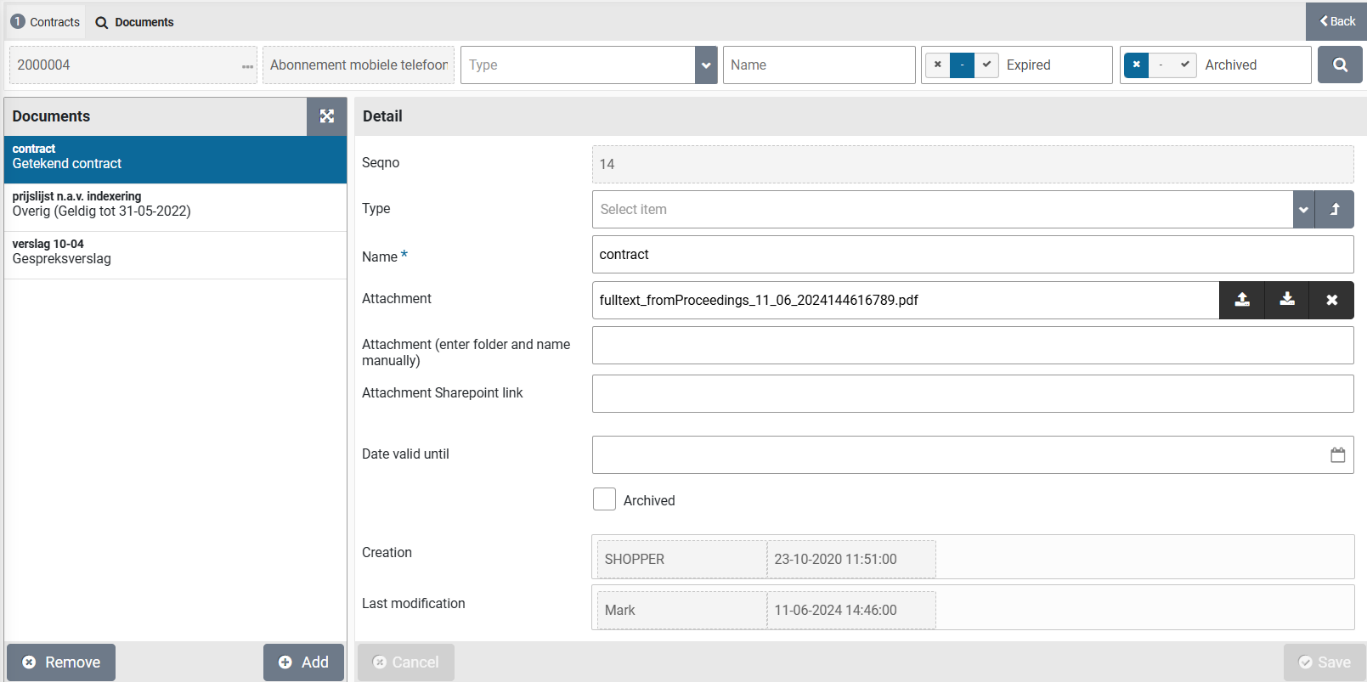 1 Contracts Documents Back
2000004 ... Abonnement mobiele telefoor Type Name - Expired - Archived
Documents
contract
Getekend contract
prijslijst n.a.v. indexering
Overig (Geldig tot 31-05-2022)
verslag 10-04
Gespreksverslag
Remove Add
Detail
Seqno 14
Type Select item
Name * contract
Attachment fulltext_fromProceedings_11_06_2024144616789.pdf
Attachment (enter folder and name
manually)
Attachment Sharepoint link
Date valid until
Archived
Creation SHOPPER 23-10-2020 11:51:00
Last modification Mark 11-06-2024 14:46:00
Cancel Save